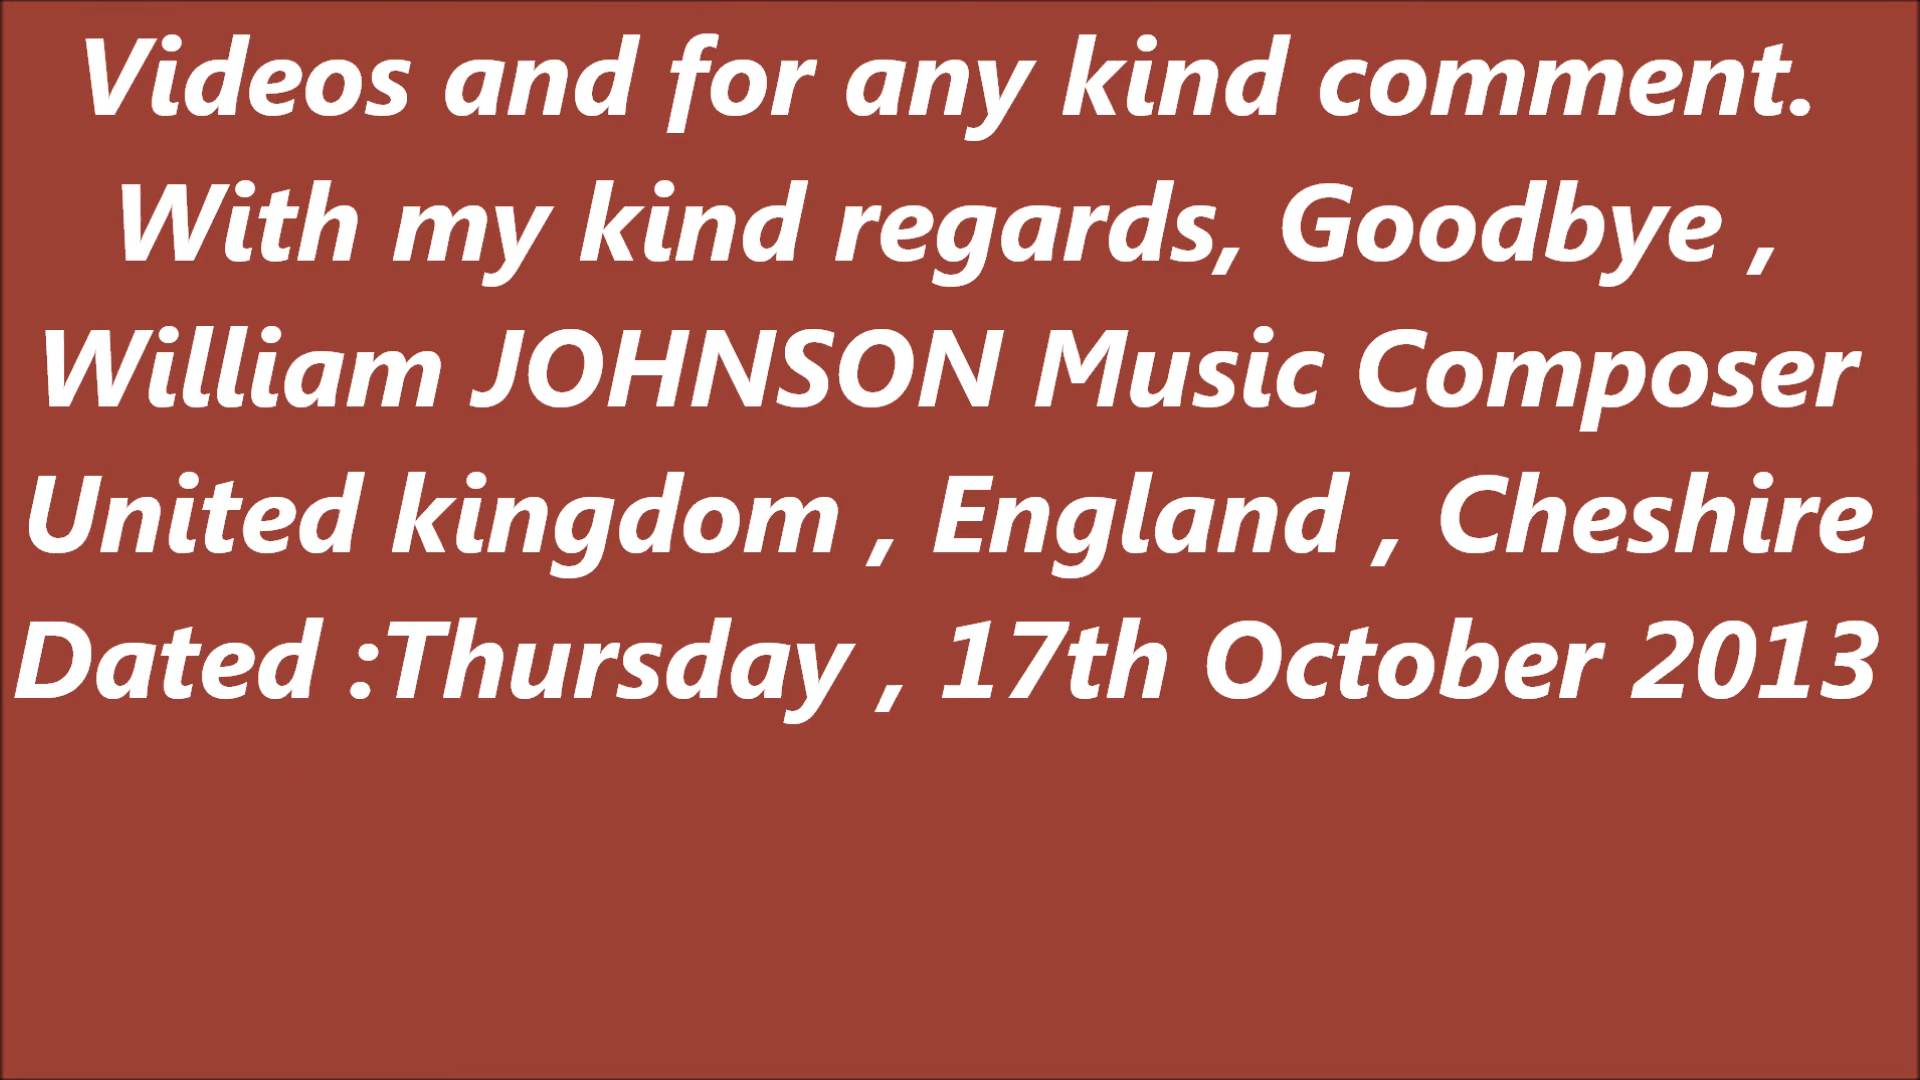 Videos and for any kind comment.
With my kind regards, Goodbye ,
William JOHNSON Music Composer
United kingdom , England , Cheshire
Dated :Thursday , 17th October 2013